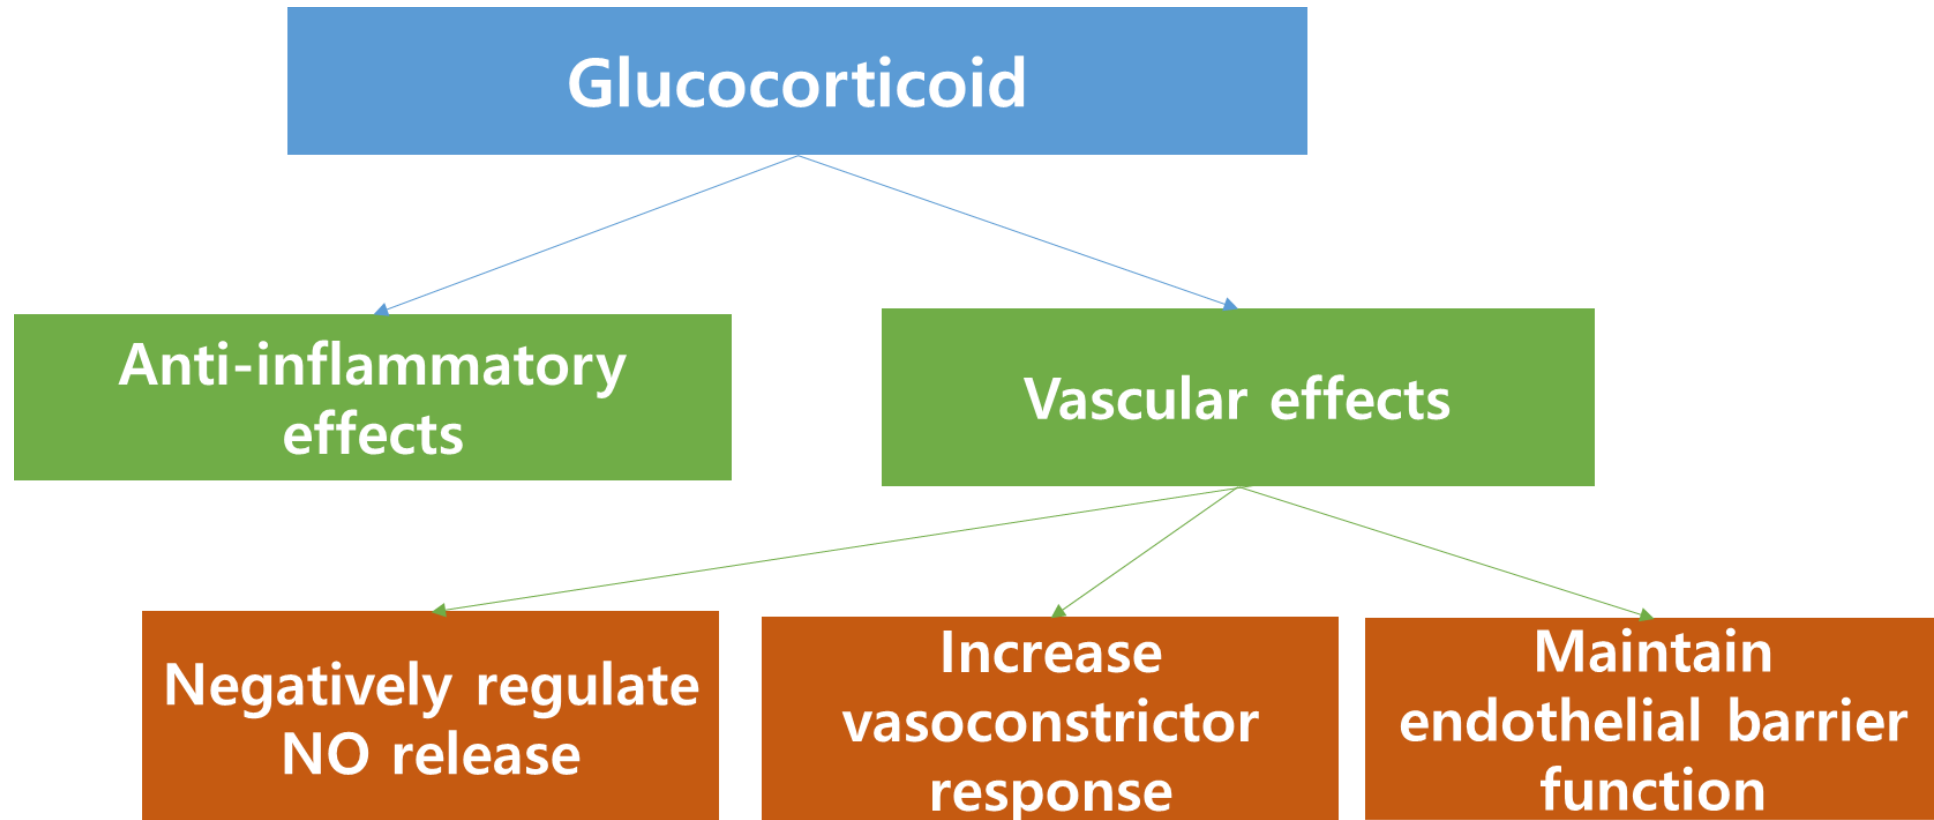 Glucocorticoid
Anti-inflammatory
effects
Vascular effects
Negatively regulate
NO release
Increase
vasoconstrictor
response
Maintain
endothelial barrier
function